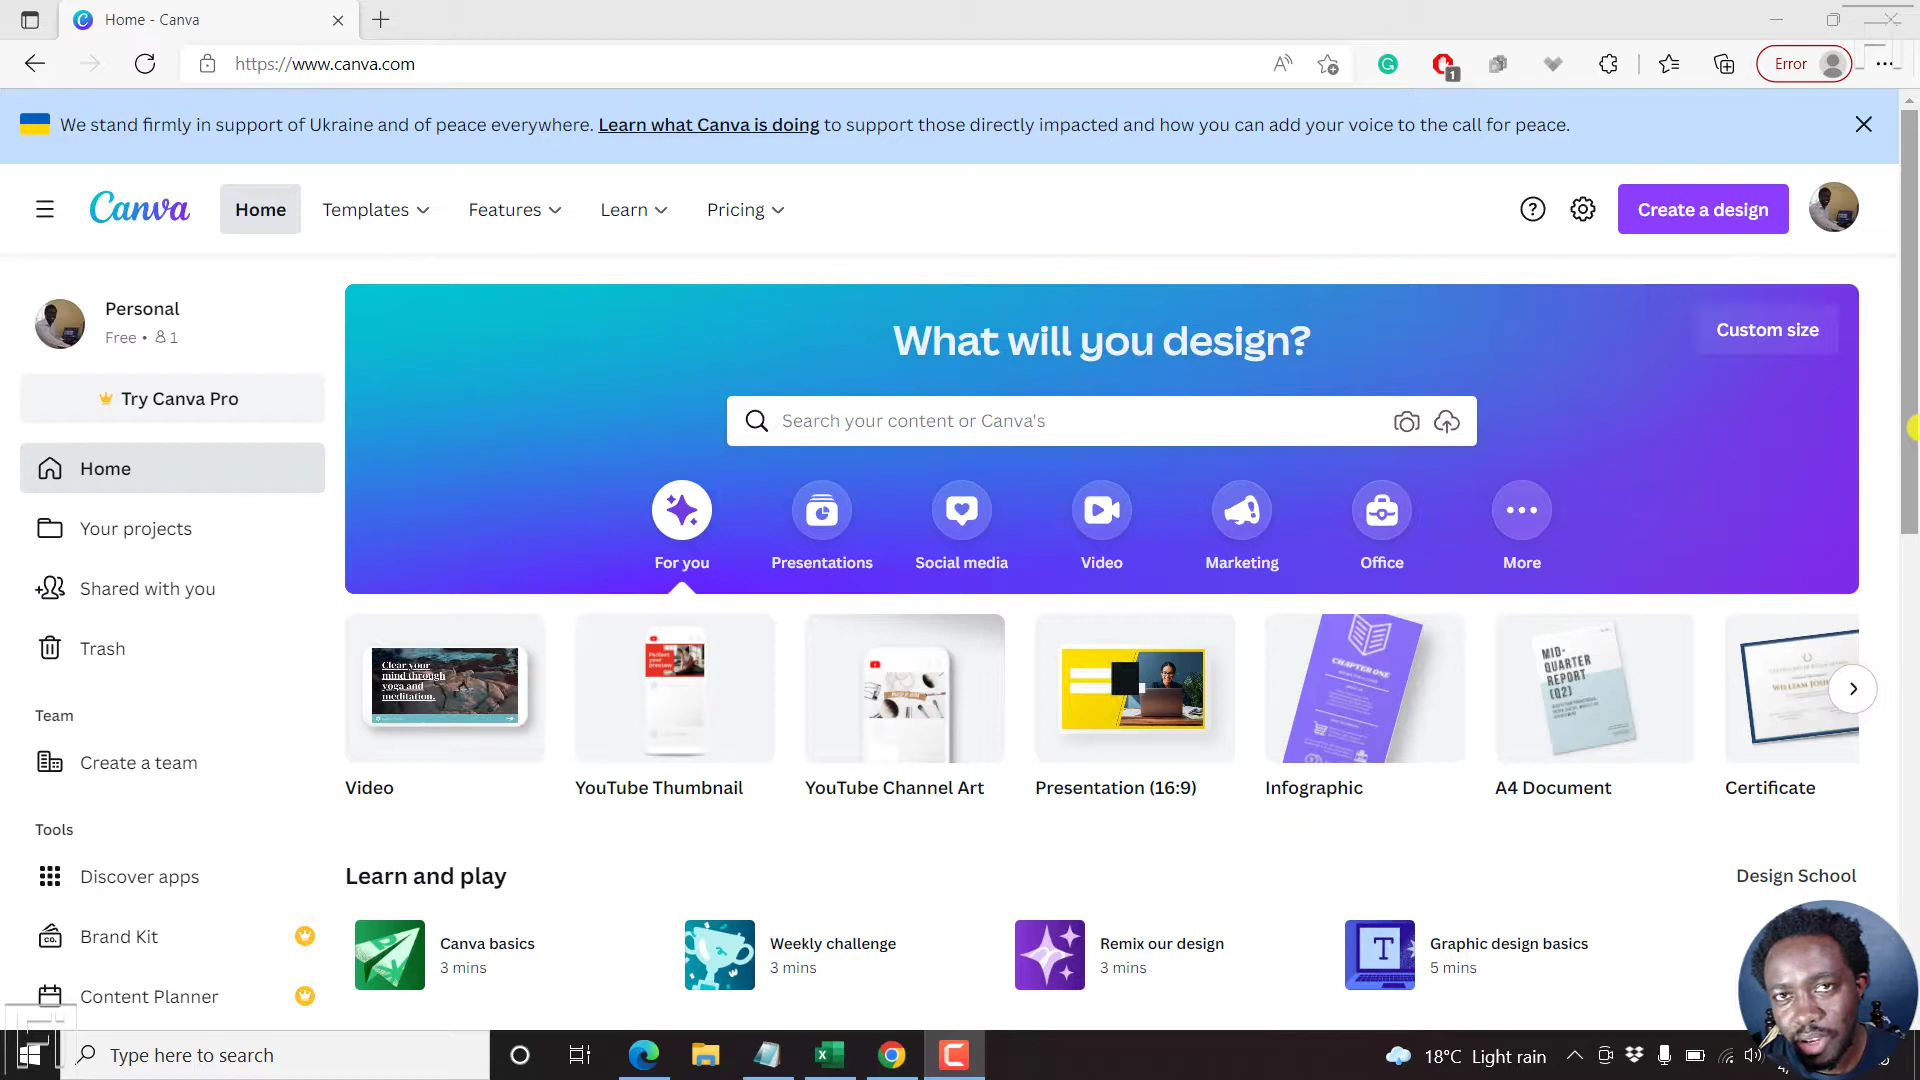 Home - Canva
https://www.canva.com
1
Error
We stand firmly in support of Ukraine and of peace everywhere. Learn what Canva is doing to support those directly impacted and how you can add your voice to the call for peace.
Canva
Home
Templates
Features
Learn
Pricing
Create a design
Personal
Free • 1
Try Canva Pro
Home
Your projects
Shared with you
Trash
Team
Create a team
Tools
Discover apps
CO.
Brand Kit
Content Planner
What will you design?
Custom size
Search your content or Canva's
For you
Presentations
Social media
Video
Marketing
Office
More
Clear your
mind through
yoga and
meditation.
Perfect
your
preview
CHAPTER ONE
MID-
QUARTER
REPORT
(Q2)
Video
YouTube Thumbnail
YouTube Channel Art
Presentation (16:9)
Infographic
A4 Document
Certificate
Learn and play
Design School
Canva basics
3 mins
Weekly challenge
3 mins
Remix our design
3 mins
T
Graphic design basics
5 mins
Type here to search
18°C Light rain